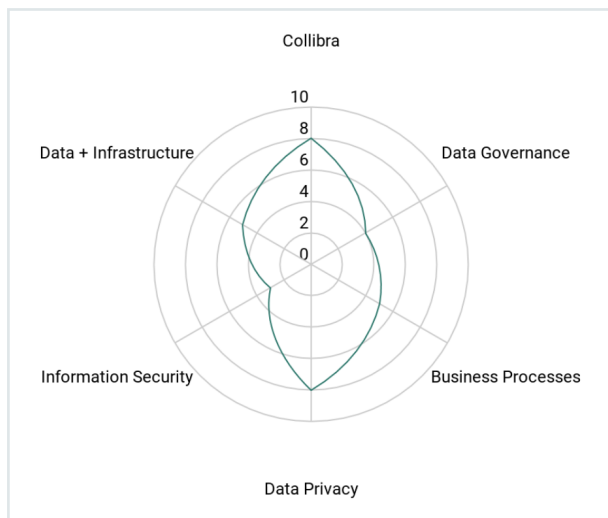 Collibra
10
8
6
4
2
0
Data + Infrastructure
Data Governance
Information Security
Business Processes
Data Privacy